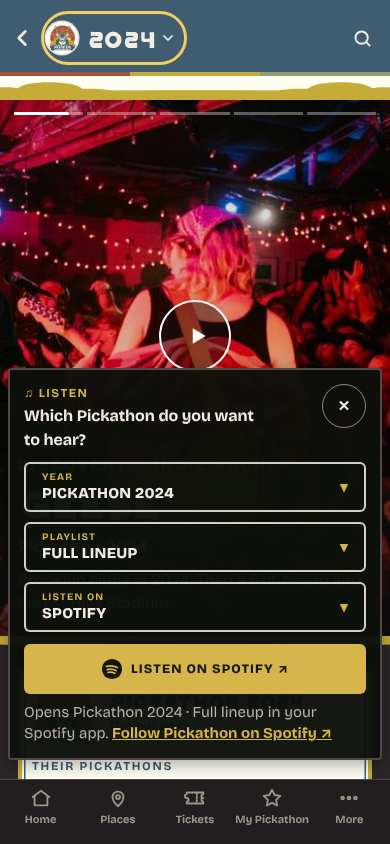 2024
♫ LISTEN
Which Pickathon do you want
to hear?
YEAR
PICKATHON 2024
PLAYLIST
FULL LINEUP
LISTEN ON
SPOTIFY
LISTEN ON SPOTIFY ↗
Opens Pickathon 2024 · Full lineup in your
Spotify app. Follow Pickathon on Spotify ↗
THEIR PICKATHONS
Home
Places
Tickets
My Pickathon
More